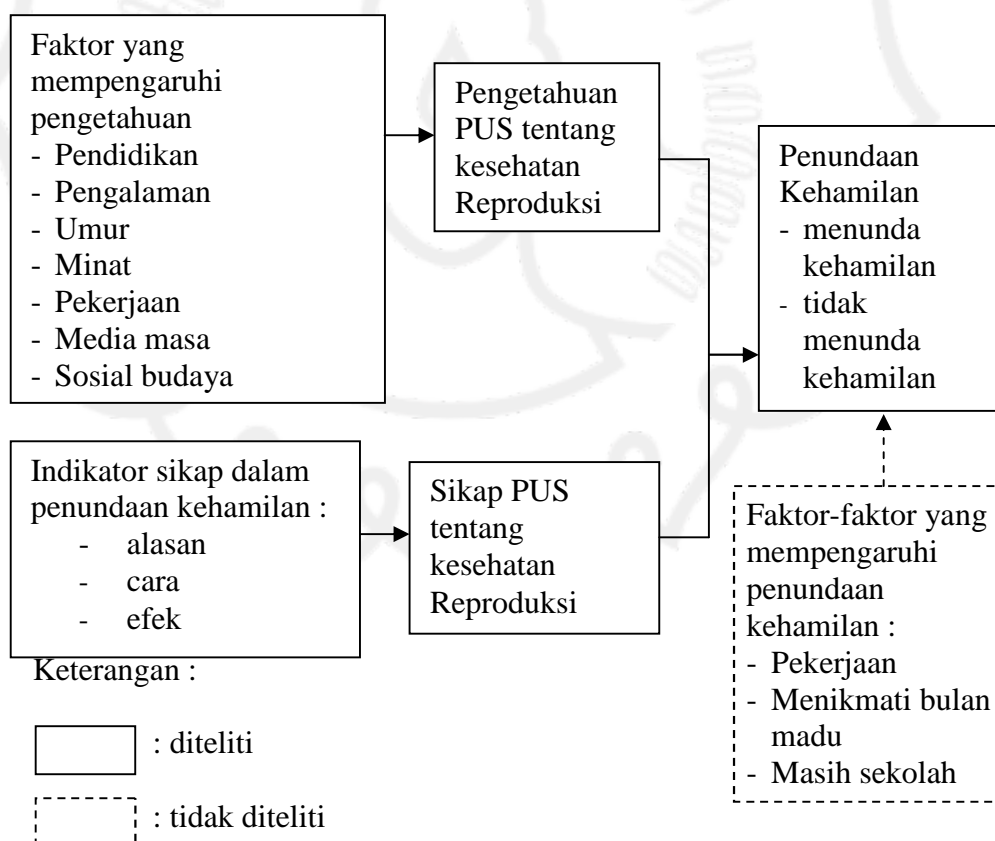 Faktor yang
mempengaruhi
pengetahuan
- Pendidikan
- Pengalaman
- Umur
- Minat
- Pekerjaan
- Media masa
- Sosial budaya
Pengetahuan
PUS tentang
kesehatan
Reproduksi
Penundaan
Kehamilan
- menunda
kehamilan
- tidak
menunda
kehamilan
Indikator sikap dalam
penundaan kehamilan :
- alasan
- cara
- efek
Sikap PUS
tentang
kesehatan
Reproduksi
Faktor-faktor yang
mempengaruhi
penundaan
kehamilan :
- Pekerjaan
- Menikmati bulan
madu
- Masih sekolah
Keterangan :
: diteliti
: tidak diteliti